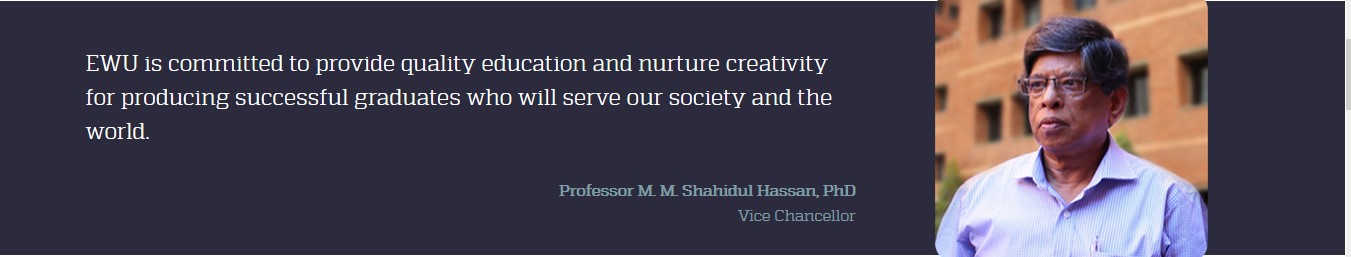 EWU is committed to provide quality education and nurture creativity
for producing successful graduates who will serve our society and the
world.
Professor M. M. Shahidul Hassan, PhD
Vice Chancellor